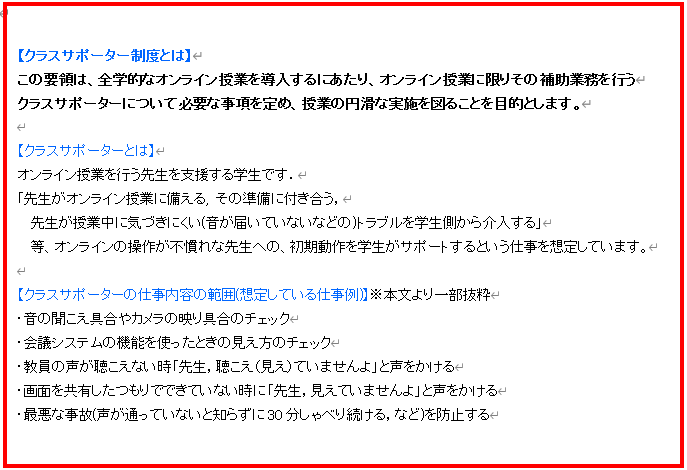 【クラスサポーター制度とは】
この要領は、全学的なオンライン授業を導入するにあたり、オンライン授業に限りその補助業務を行う
クラスサポーターについて必要な事項を定め、授業の円滑な実施を図ることを目的とします。
【クラスサポーターとは】
オンライン授業を行う先生を支援する学生です．
「先生がオンライン授業に備える，その準備に付き合う，
先生が授業中に気づきにくい(音が届いていないなどの)トラブルを学生側から介入する」
等、オンラインの操作が不慣れな先生への、初期動作を学生がサポートするという仕事を想定しています。
【クラスサポーターの仕事内容の範囲(想定している仕事例)】※本文より一部抜粋
・音の聞こえ具合やカメラの映り具合のチェック
・会議システムの機能を使ったときの見え方のチェック
・教員の声が聴こえない時「先生，聴こえ（見え）ていませんよ」と声をかける
・画面を共有したつもりでできていない時に「先生，見えていませんよ」と声をかける
・最悪な事故(声が通っていないと知らずに30分しゃべり続ける，など)を防止する